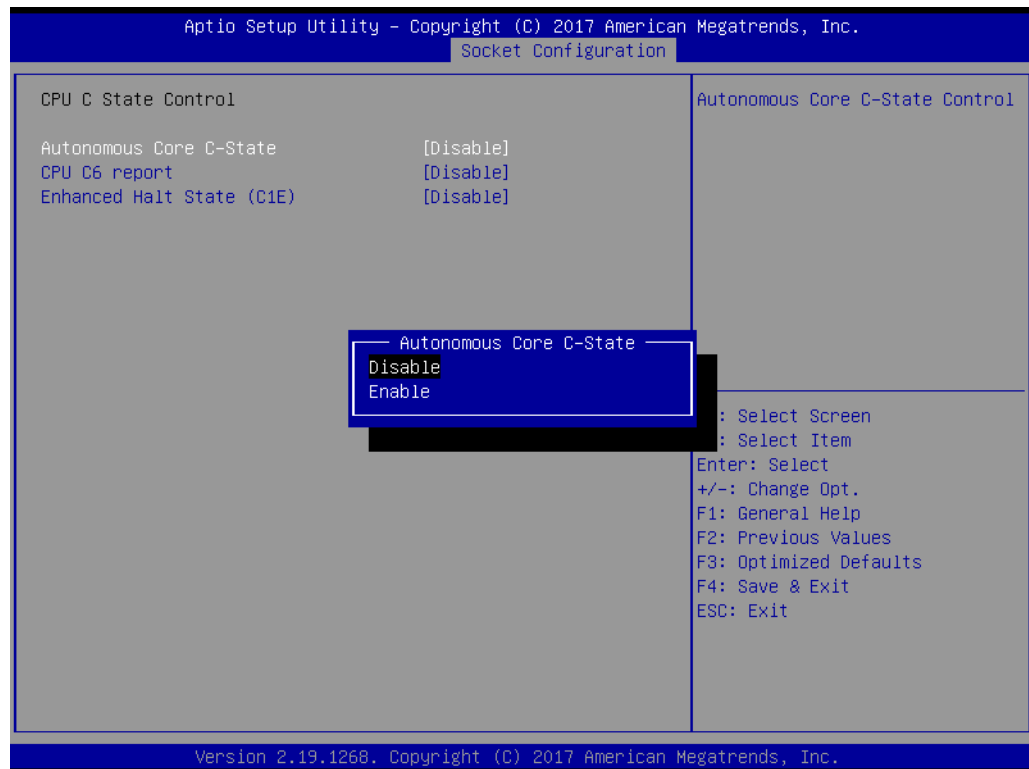 Aptio Setup Utility – Copyright (C) 2017 American Megatrends, Inc.
Socket Configuration
CPU C State Control
Autonomous Core C-State [Disable]
CPU C6 report [Disable]
Enhanced Halt State (C1E) [Disable]
Autonomous Core C-State Control
Autonomous Core C-State
Disable
Enable
: Select Screen
: Select Item
Enter: Select
+/-: Change Opt.
F1: General Help
F2: Previous Values
F3: Optimized Defaults
F4: Save & Exit
ESC: Exit
Version 2.19.1268. Copyright (C) 2017 American Megatrends, Inc.